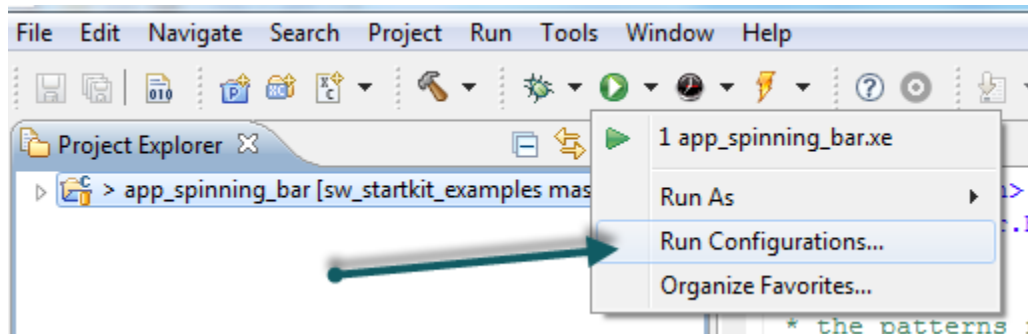 File Edit Navigate Search Project Run Tools Window Help
010
Project Explorer
1 app_spinning_bar.xe
> app_spinning_bar [sw_startkit_examples mas
Run As
Run Configurations...
Organize Favorites...
* the patterns